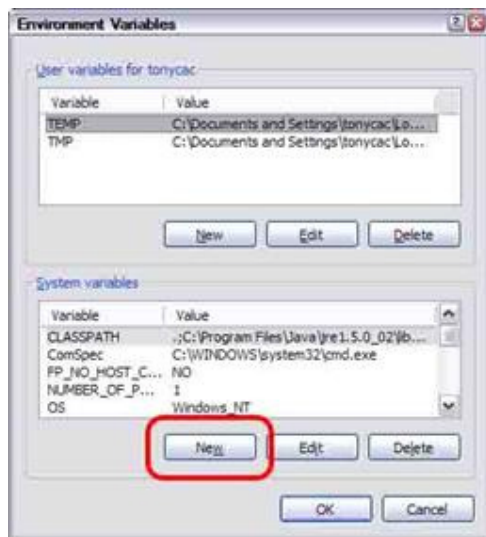 Environment Variables
User variables for tonycac
Variable Value
TEMP C:\Documents and Settings\tonycac\Lo...
TMP C:\Documents and Settings\tonycac\Lo...
New Edit Delete
System variables
Variable Value
CLASSPATH .;C:\Program Files\Java\jre1.5.0_02\lib...
ComSpec C:\WINDOWS\system32\cmd.exe
FP_NO_HOST_C... NO
NUMBER_OF_P... 1
OS Windows_NT
New Edit Delete
OK Cancel